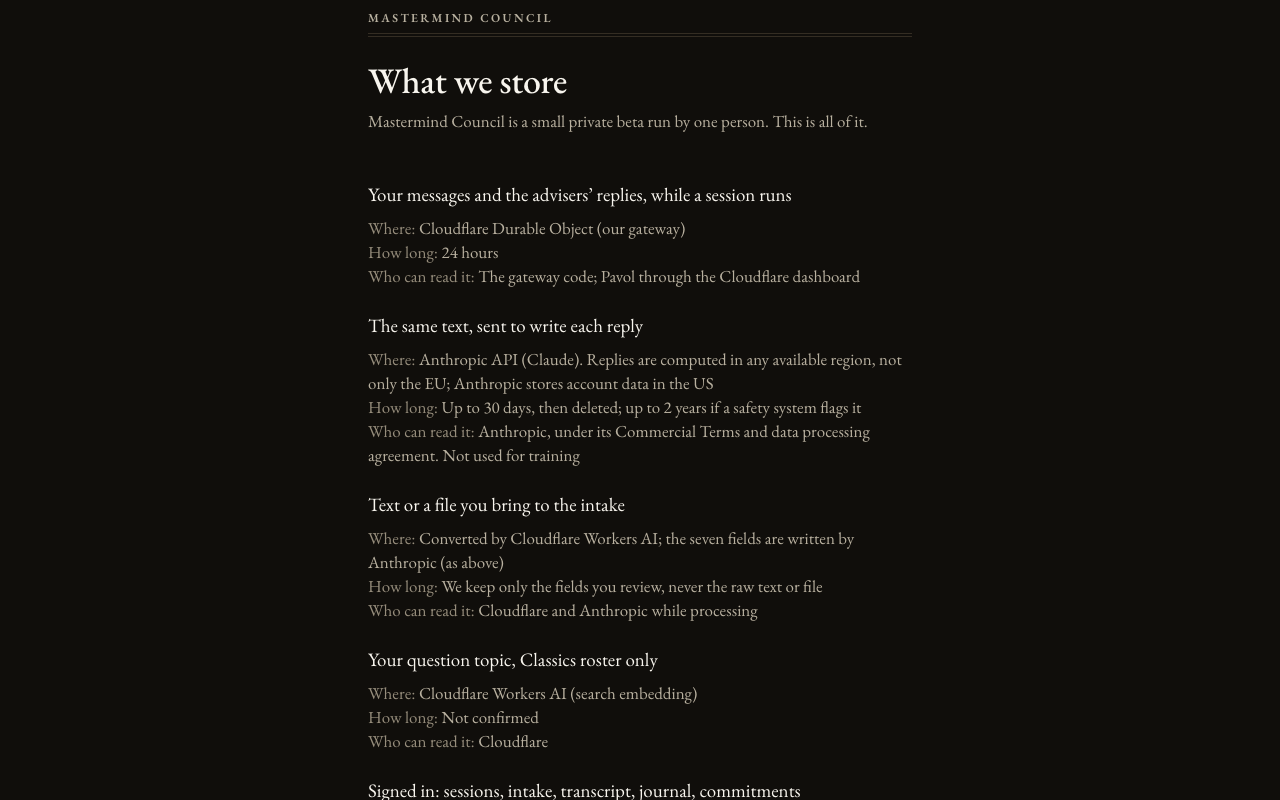 MASTERMIND COUNCIL
What we store
Mastermind Council is a small private beta run by one person. This is all of it.
Your messages and the advisers’ replies, while a session runs
Where: Cloudflare Durable Object (our gateway)
How long: 24 hours
Who can read it: The gateway code; Pavol through the Cloudflare dashboard
The same text, sent to write each reply
Where: Anthropic API (Claude). Replies are computed in any available region, not
only the EU; Anthropic stores account data in the US
How long: Up to 30 days, then deleted; up to 2 years if a safety system flags it
Who can read it: Anthropic, under its Commercial Terms and data processing
agreement. Not used for training
Text or a file you bring to the intake
Where: Converted by Cloudflare Workers AI; the seven fields are written by
Anthropic (as above)
How long: We keep only the fields you review, never the raw text or file
Who can read it: Cloudflare and Anthropic while processing
Your question topic, Classics roster only
Where: Cloudflare Workers AI (search embedding)
How long: Not confirmed
Who can read it: Cloudflare
Signed in: sessions, intake, transcript, journal, commitments